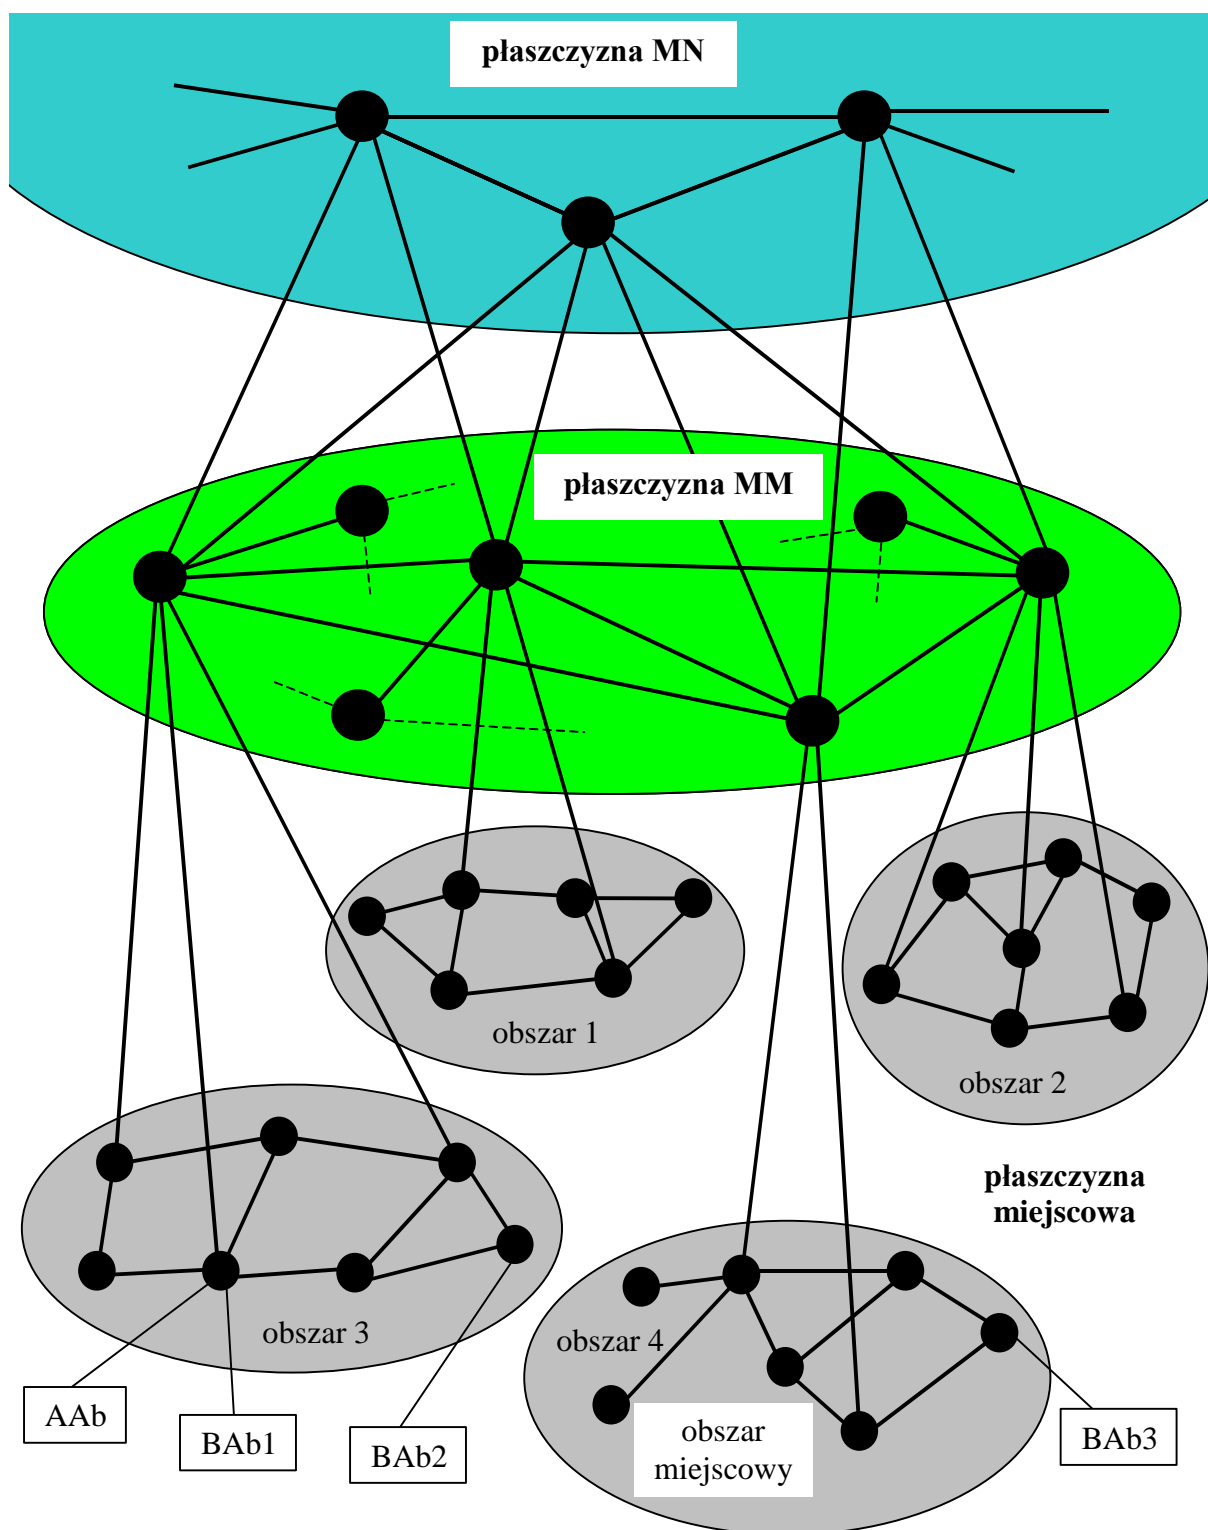 płaszczyzna MN
płaszczyzna MM
obszar 1
obszar 2
płaszczyzna
miejscowa
obszar 3
obszar 4
AAb
BAb1
BAb2
obszar
miejscowy
BAb3